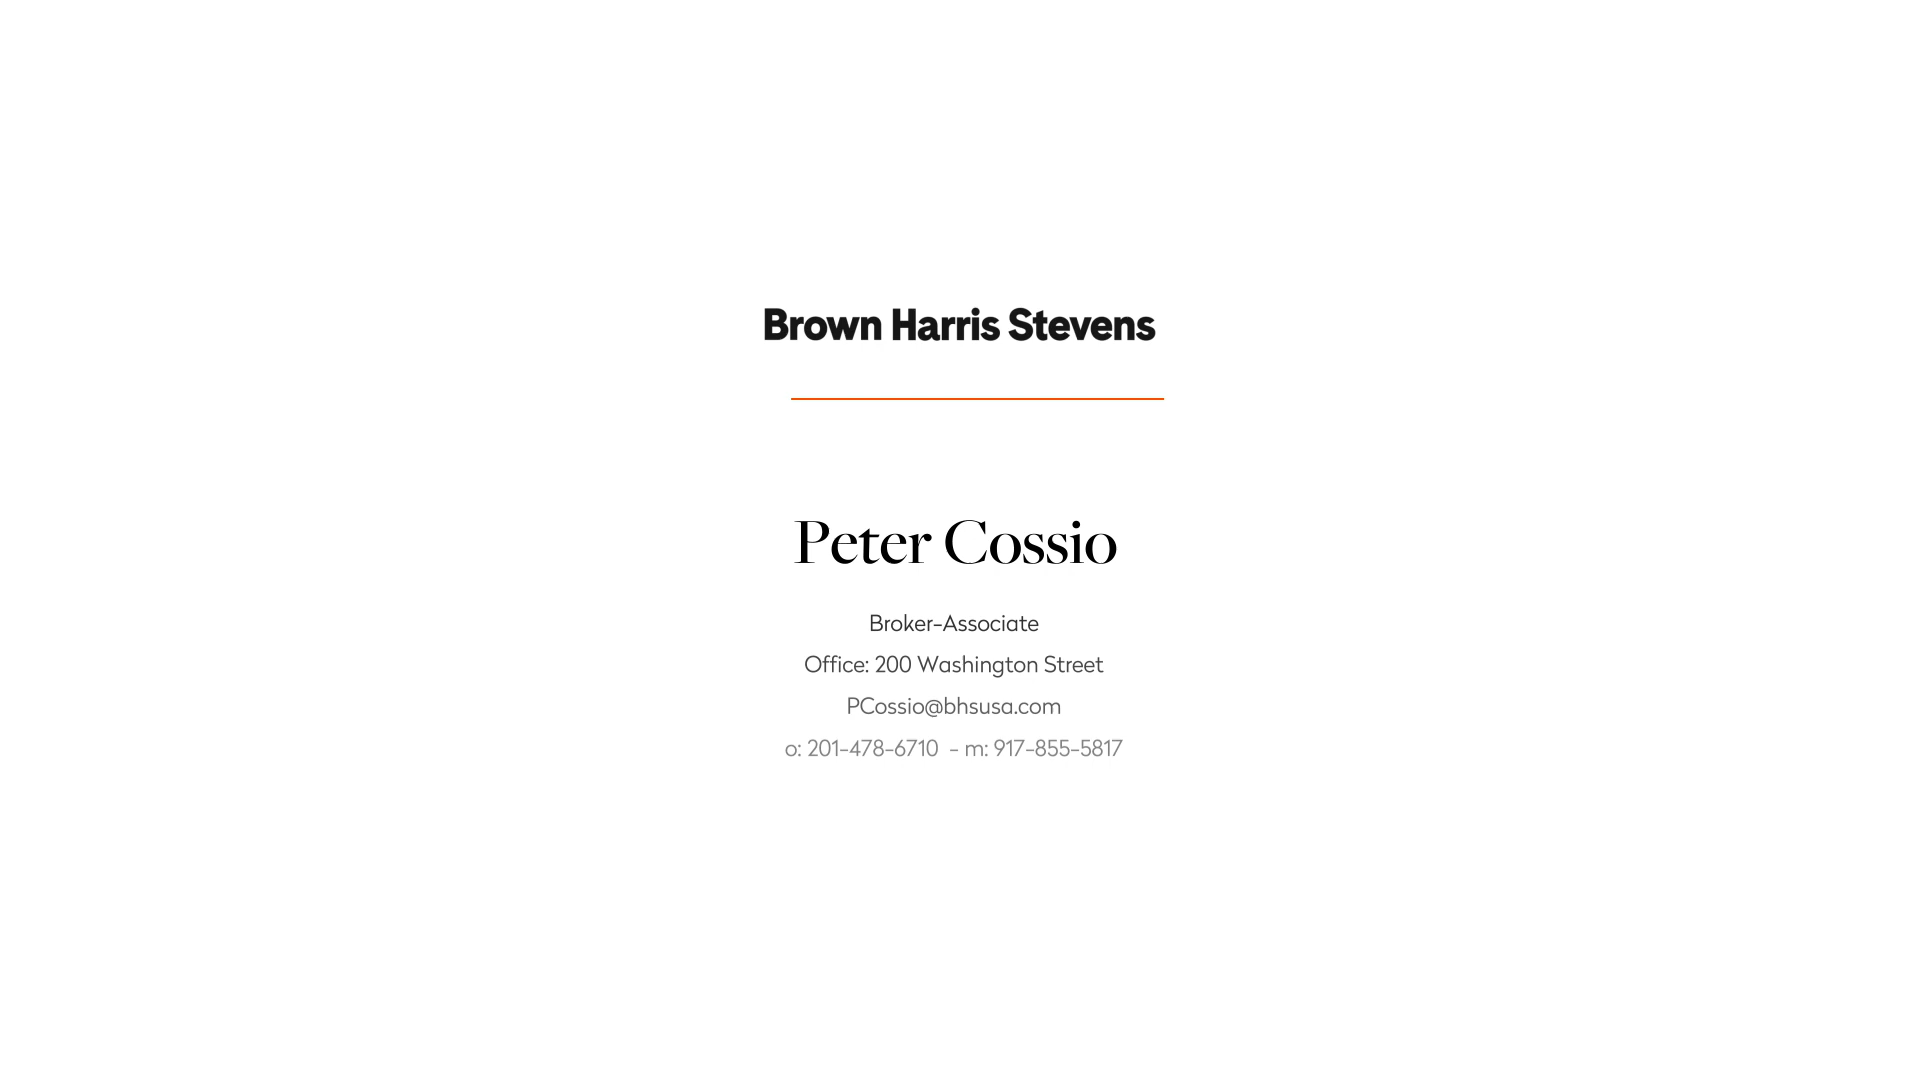 Brown Harris Stevens
Peter Cossio
Broker-Associate
Office: 200 Washington Street
PCossio@bhsusa.com
o: 201-478-6710  - m: 917-855-5817